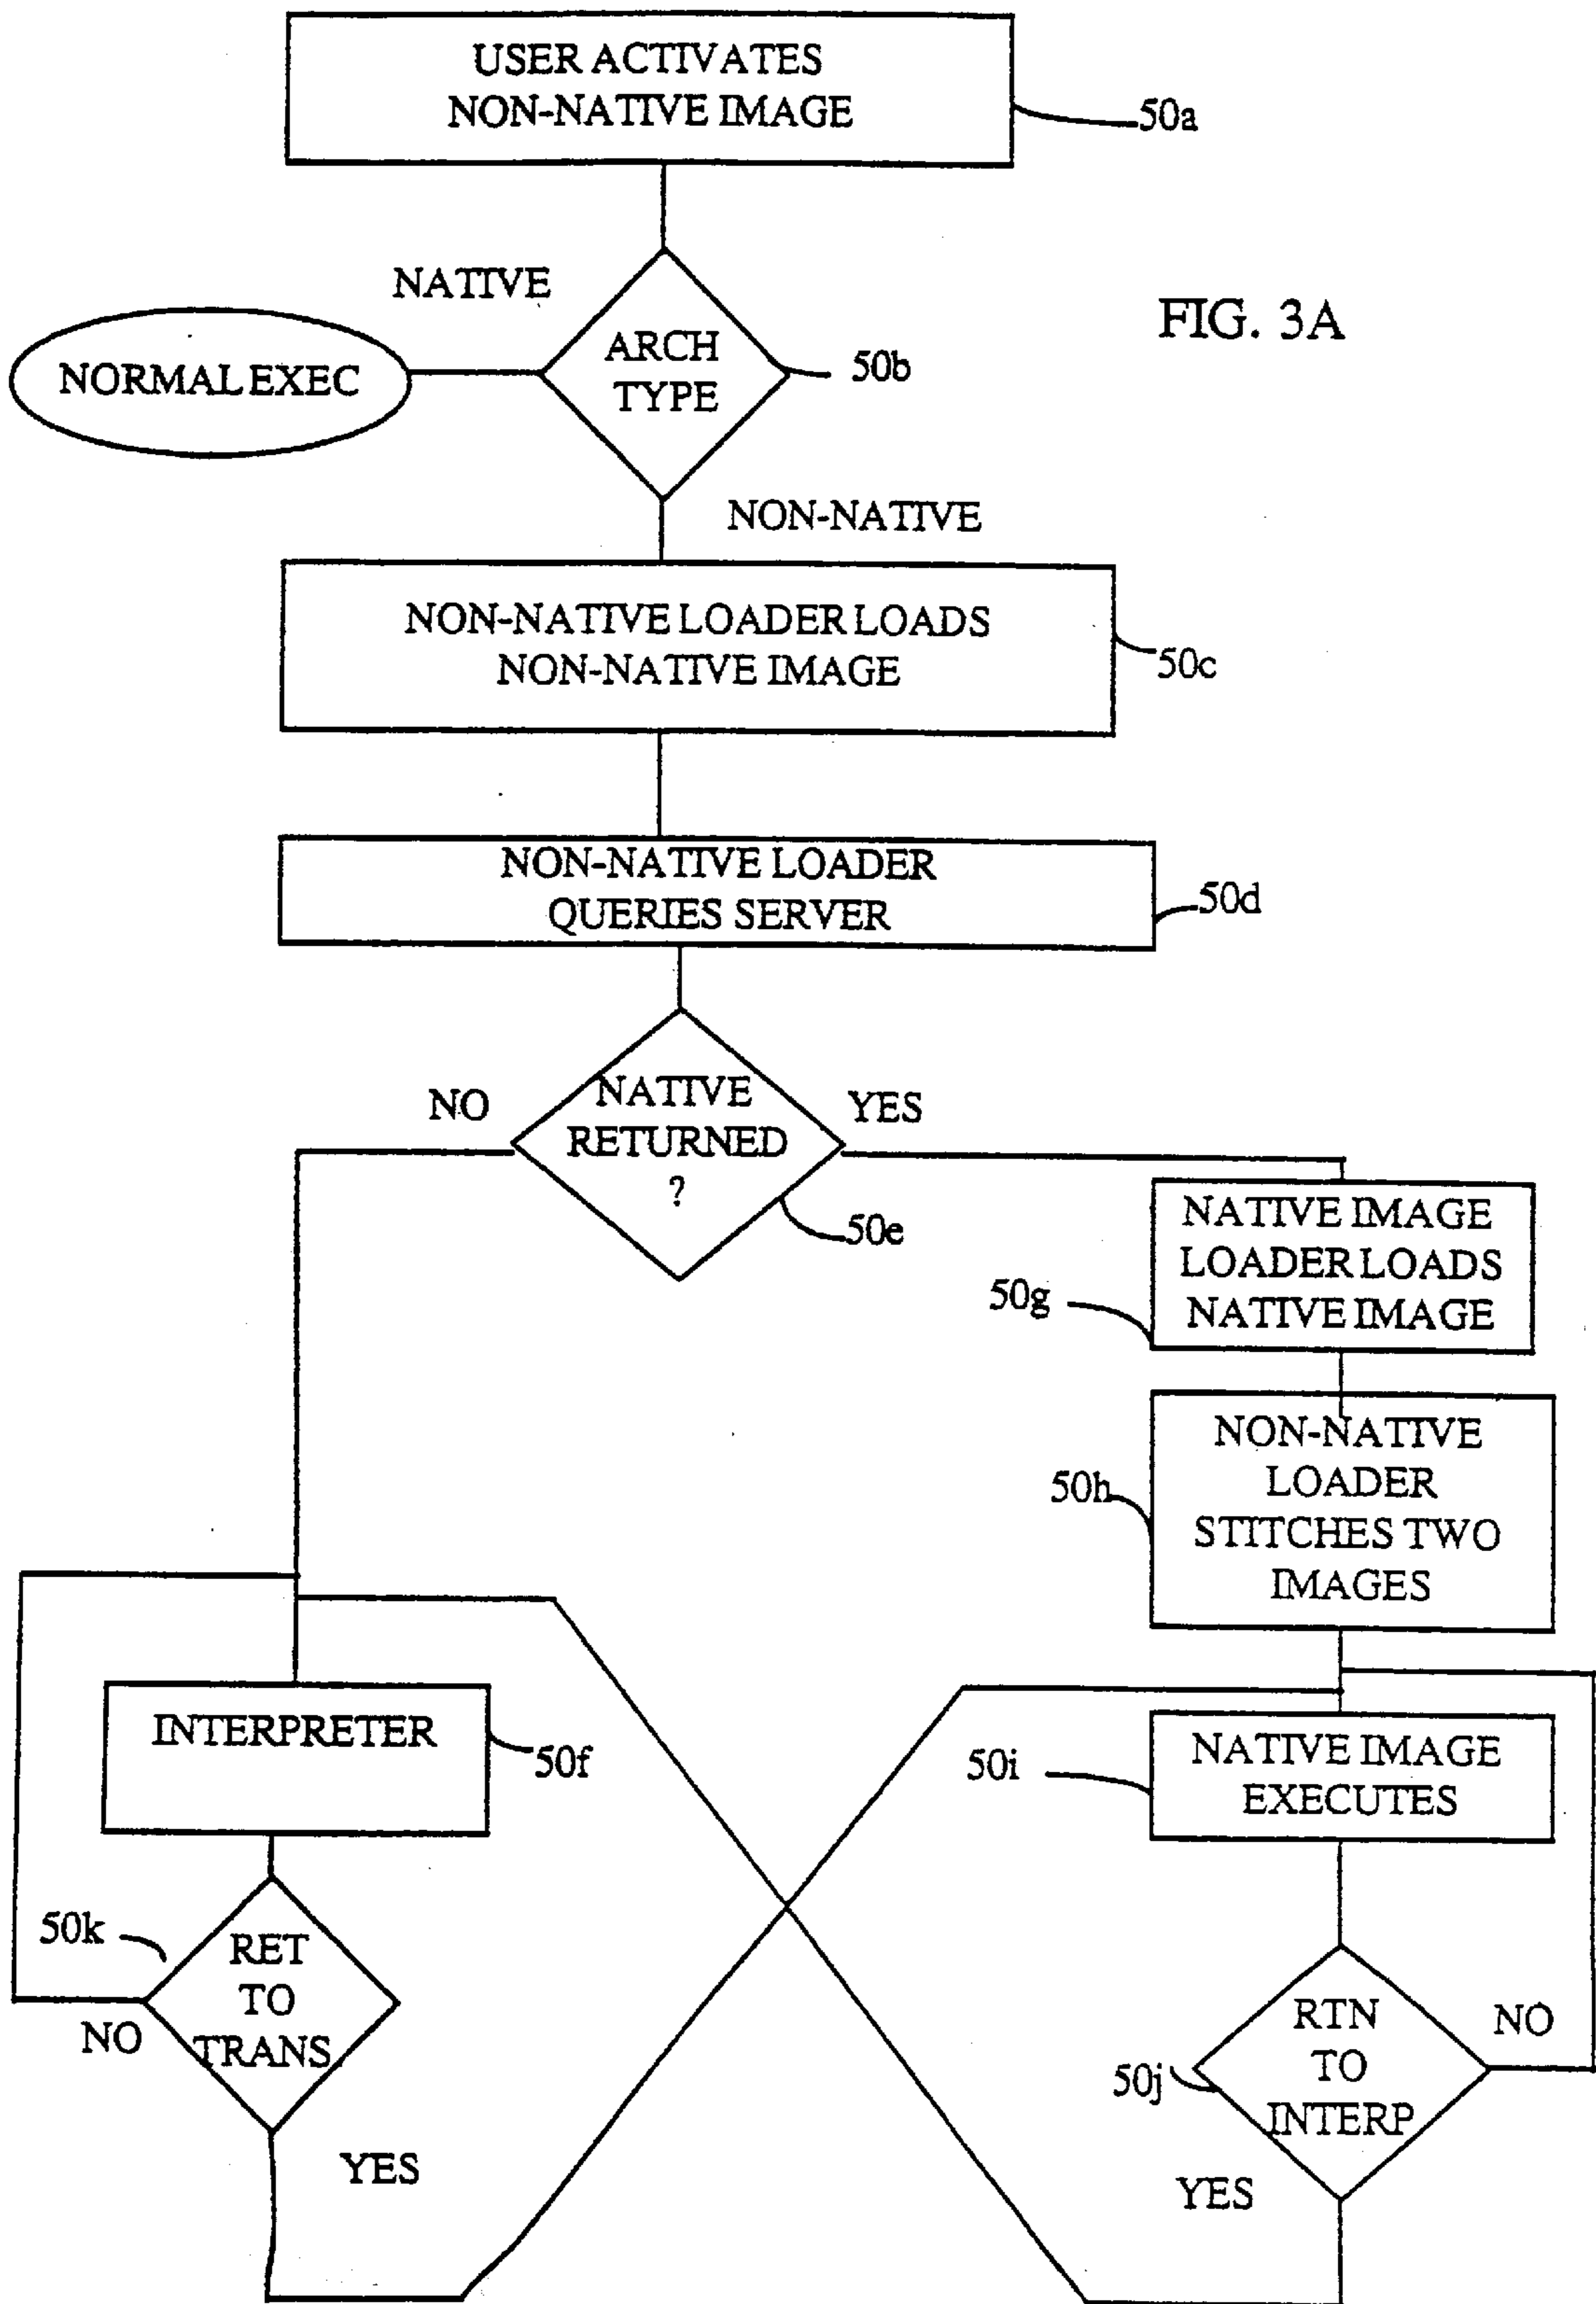 USER ACTIVATES
NON-NATIVE IMAGE
50a
NATIVE
FIG. 3A
NORMAL EXEC
ARCH
TYPE
50b
NON-NATIVE
NON-NATIVE LOADER LOADS
NON-NATIVE IMAGE
50c
NON-NATIVE LOADER
QUERIES SERVER
50d
NO
NATIVE
RETURNED
?
YES
50e
NATIVE IMAGE
LOADER LOADS
NATIVE IMAGE
50g
NON-NATIVE
LOADER
STITCHES TWO
IMAGES
50h
INTERPRETER
50f
NATIVE IMAGE
EXECUTES
50i
50k
RET
TO
TRANS
NO
YES
RTN
TO
INTERP
NO
50j
YES